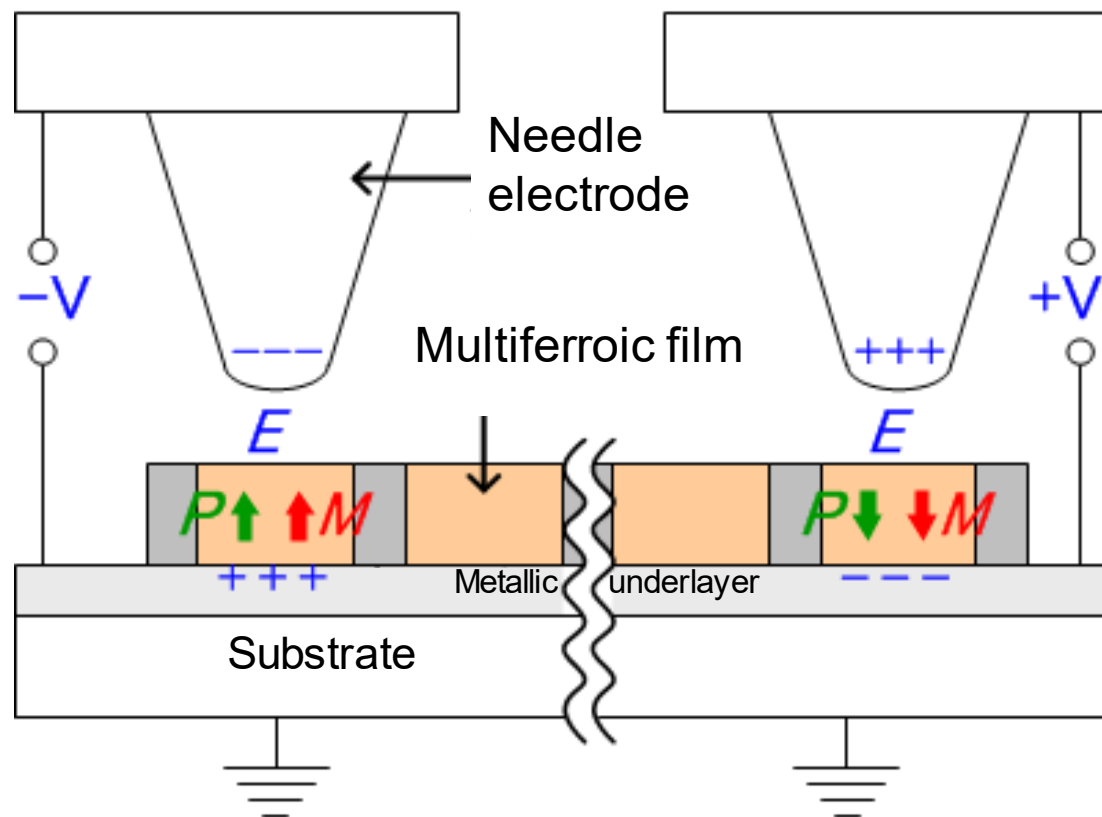 Needle
electrode
−V
+V
−−−
+++
Multiferroic film
E
E
P M
P M
+++
Metallic underlayer
−−−
Substrate